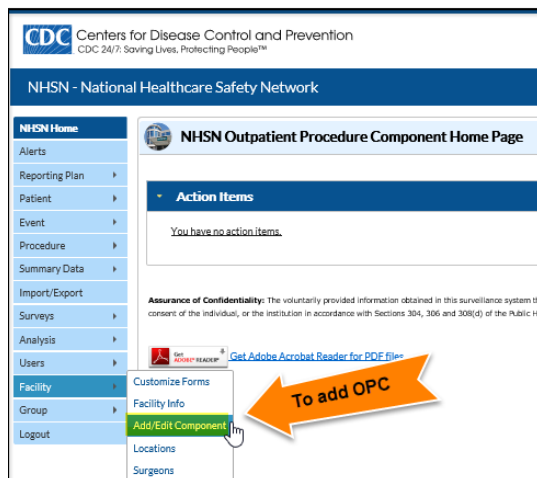 CDC
Centers for Disease Control and Prevention
CDC 24/7: Saving Lives, Protecting People™
NHSN - National Healthcare Safety Network
NHSN Home
Alerts
Reporting Plan
Patient
Event
Procedure
Summary Data
Import/Export
Surveys
Analysis
Users
Facility
Group
Logout
NHSN Outpatient Procedure Component Home Page
Action Items
You have no action items.
Assurance of Confidentiality: The voluntarily provided information obtained in this surveillance system th
consent of the individual, or the institution in accordance with Sections 304, 306 and 308(d) of the Public H
Get
ADOBE® READER®
Get Adobe Acrobat Reader for PDF files
Customize Forms
Facility Info
Add/Edit Component
Locations
Surgeons
To add OPC